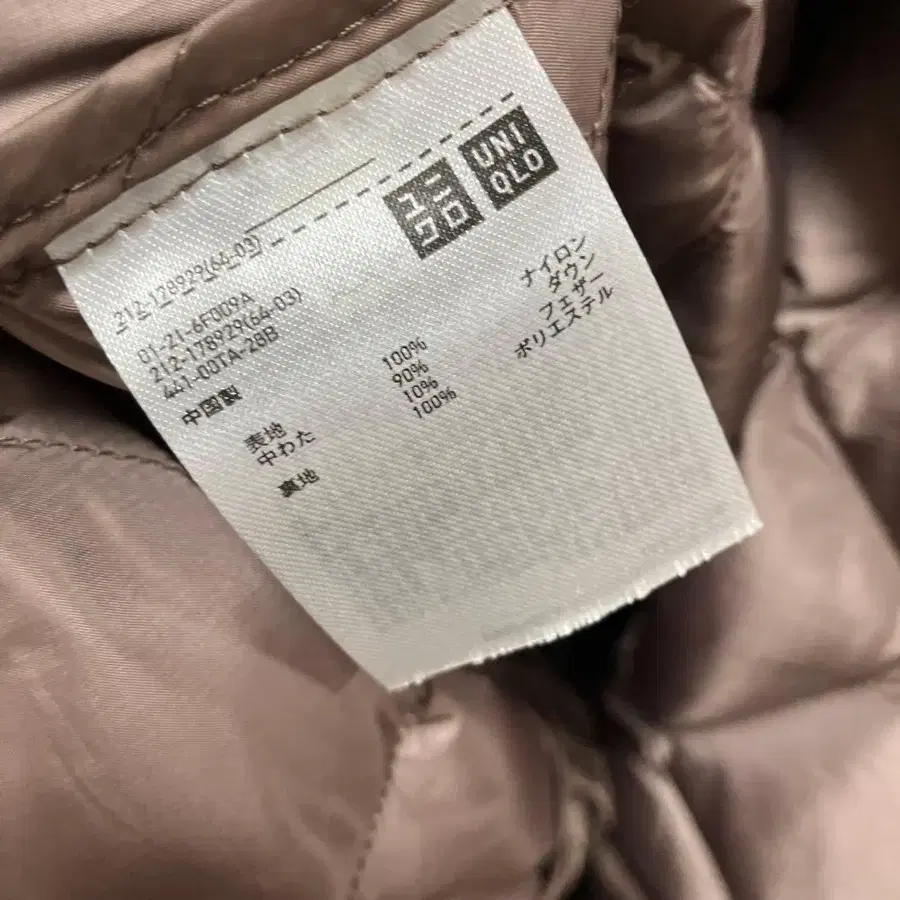 ユニ
クロ
UNI
QLO
212-178929(64-03)
01-21-6F009A
212-178929(64-03)
441-00TA-2BB
中国製
表地 100% ナイロン
中わた 90% ダウン
10% フェザー
裏地 100% ポリエステル